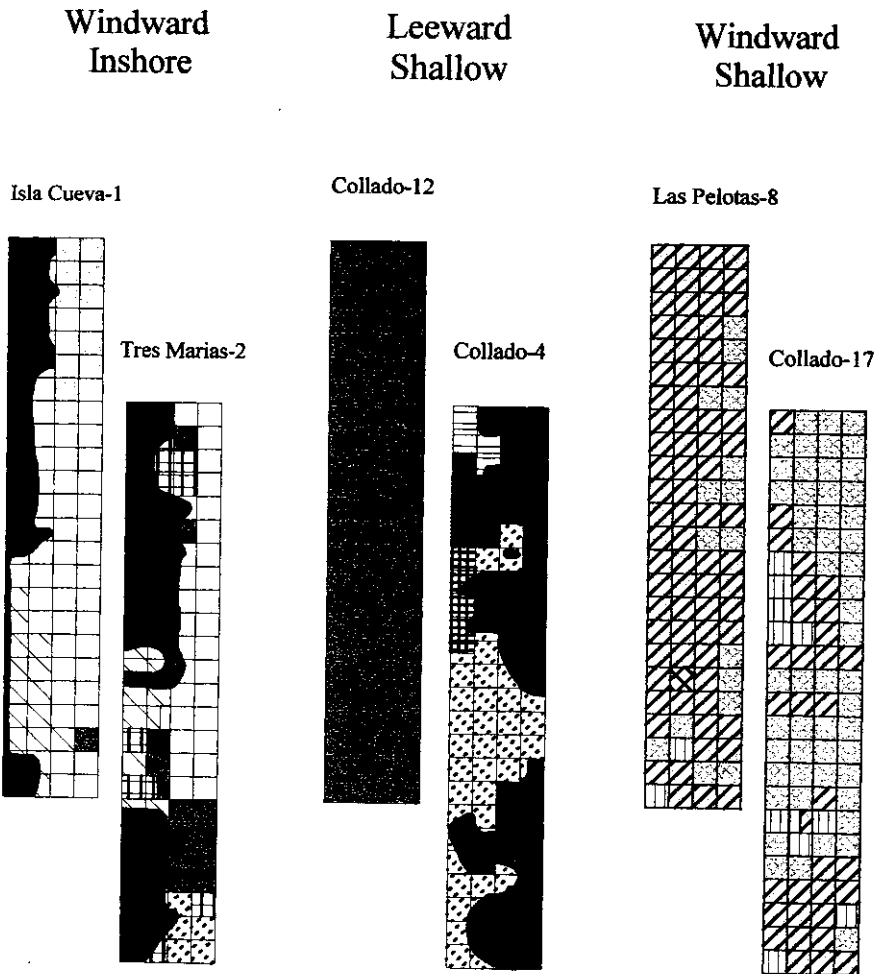 Windward
Inshore
Leeward
Shallow
Windward
Shallow
Isla Cueva-1
Collado-12
Las Pelotas-8
Tres Marias-2
Collado-4
Collado-17